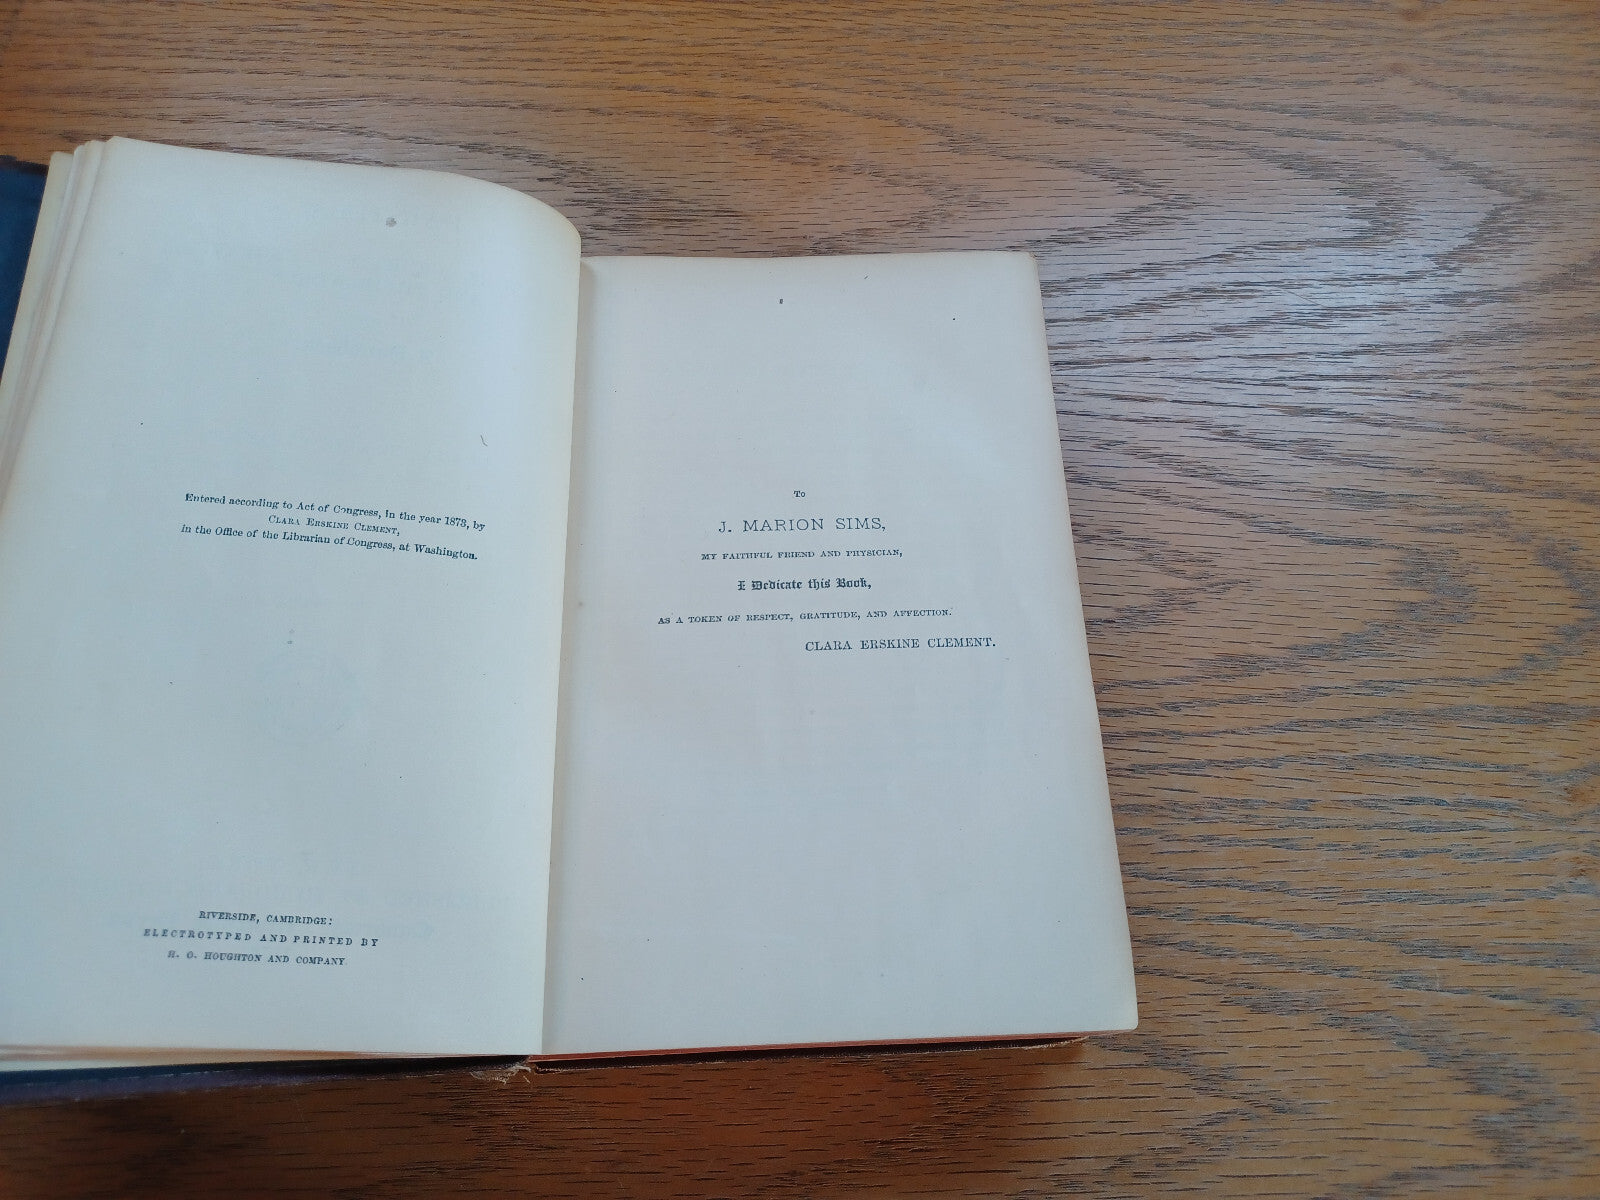 Entered according to Act of Congress, in the year 1873, by
CLARA ERSKINE CLEMENT,
in the Office of the Librarian of Congress, at Washington.
RIVERSIDE, CAMBRIDGE:
ELECTROTYPED AND PRINTED BY
H. O. HOUGHTON AND COMPANY.
To
J. MARION SIMS,
MY FAITHFUL FRIEND AND PHYSICIAN,
I Dedicate this Book,
AS A TOKEN OF RESPECT, GRATITUDE, AND AFFECTION.
CLARA ERSKINE CLEMENT.